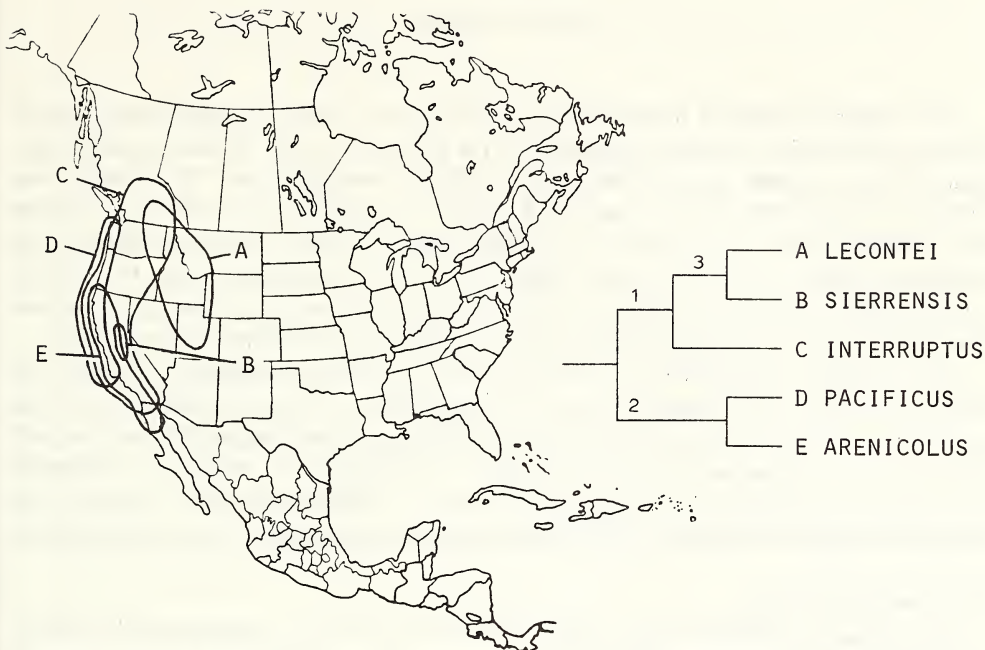 C
D
A
E
B
1
2
3
A LECONTEI
B SIERRENSIS
C INTERRUPTUS
D PACIFICUS
E ARENICOLUS